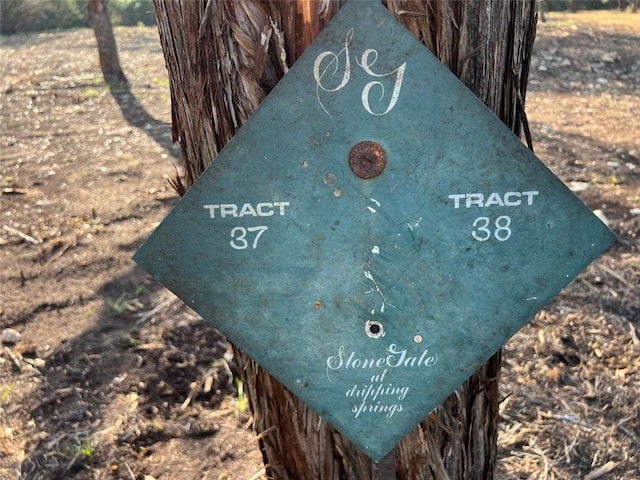 SG
TRACT
37
TRACT
38
StoneGate
at
dripping
springs